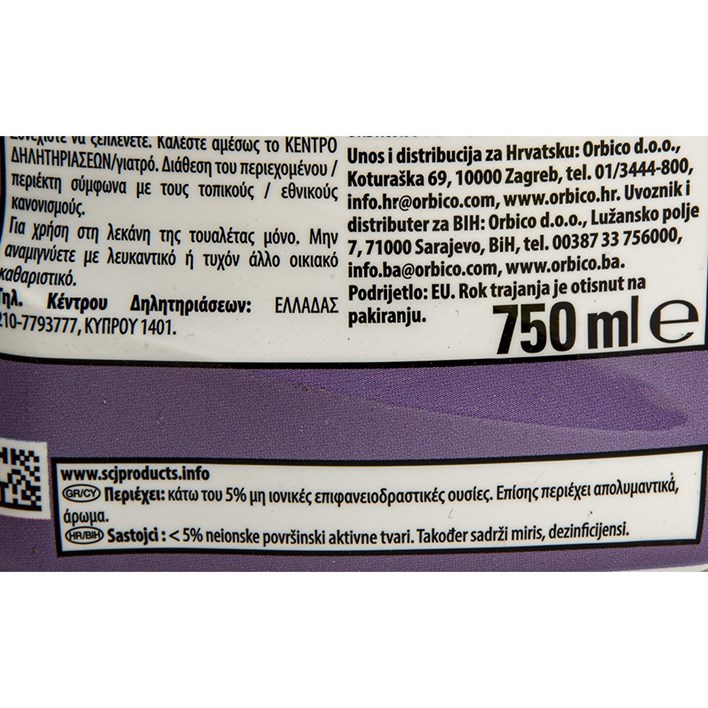 να ξεπλένετε. Καλέστε αμέσως το ΚΕΝΤΡΟ
ΔΗΛΗΤΗΡΙΑΣΕΩΝ/γιατρό. Διάθεση του περιεχομένου /
περιέκτη σύμφωνα με τους τοπικούς / εθνικούς
κανονισμούς.
Για χρήση στη λεκάνη της τουαλέτας μόνο. Μην
αναμιγνύετε με λευκαντικό ή τυχόν άλλο οικιακό
καθαριστικό.
Τηλ. Κέντρου Δηλητηριάσεων: ΕΛΛΑΔΑΣ
210-7793777, ΚΥΠΡΟΥ 1401.
Unos i distribucija za Hrvatsku: Orbico d.o.o.,
Koturaška 69, 10000 Zagreb, tel. 01/3444-800,
info.hr@orbico.com, www.orbico.hr. Uvoznik i
distributer za BIH: Orbico d.o.o., Lužansko polje
7, 71000 Sarajevo, BiH, tel. 00387 33 756000,
info.ba@orbico.com, www.orbico.ba.
Podrijetlo: EU. Rok trajanja je otisnut na
pakiranju.
750 ml e
www.scjproducts.info
GR/CY Περιέχει: κάτω του 5% μη ιονικές επιφανειοδραστικές ουσίες. Επίσης περιέχει απολυμαντικά,
άρωμα.
HR/BIH Sastojci : < 5% neionske površinski aktivne tvari. Također sadrži miris, dezinficijensi.